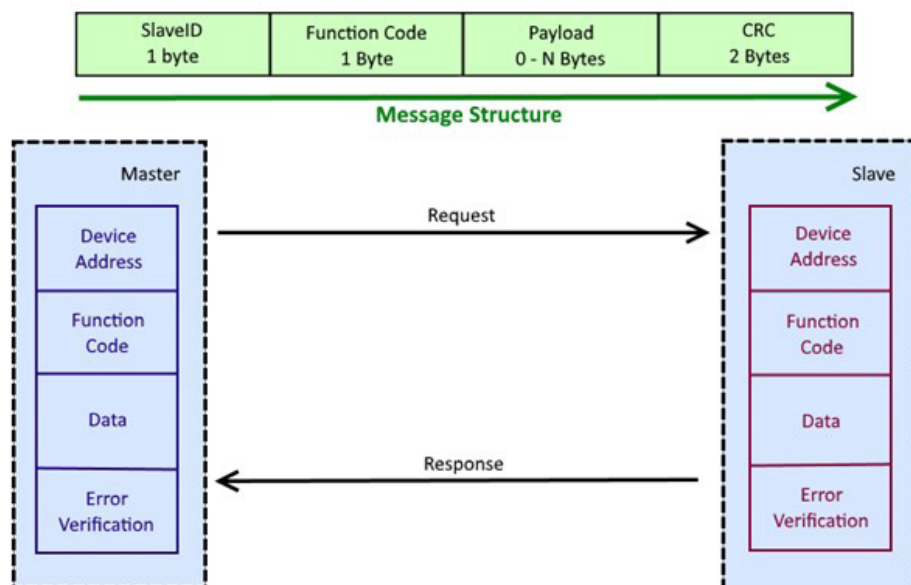 SlaveID
1 byte
Function Code
1 Byte
Payload
0 - N Bytes
CRC
2 Bytes
Message Structure
Master
Device
Address
Function
Code
Data
Error
Verification
Request
Response
Slave
Device
Address
Function
Code
Data
Error
Verification